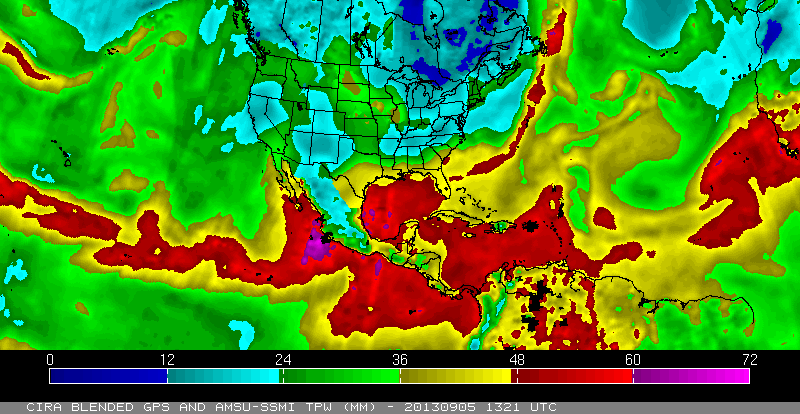 0 12 24 36 48 60 72
CIRA BLENDED GPS AND AMSU-SSMI TPW (MM) - 20130905 1321 UTC